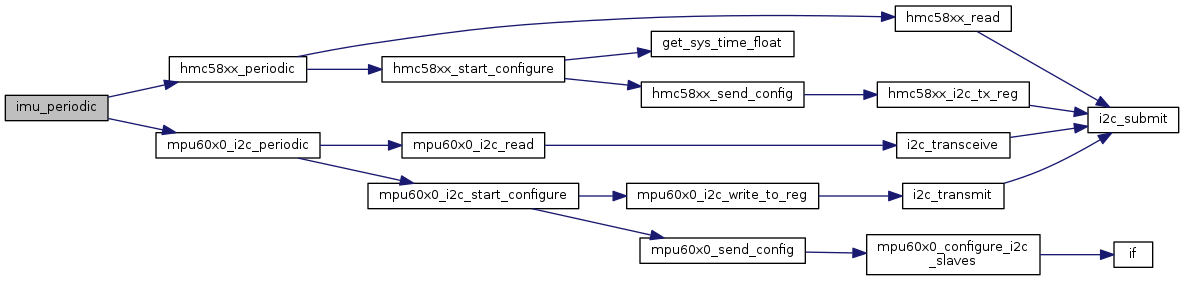 hmc58xx_read
get_sys_time_float
hmc58xx_periodic
hmc58xx_start_configure
hmc58xx_send_config
hmc58xx_i2c_tx_reg
imu_periodic
i2c_submit
mpu60x0_i2c_periodic
mpu60x0_i2c_read
i2c_transceive
mpu60x0_i2c_start_configure
mpu60x0_i2c_write_to_reg
i2c_transmit
mpu60x0_send_config
mpu60x0_configure_i2c
_slaves
if